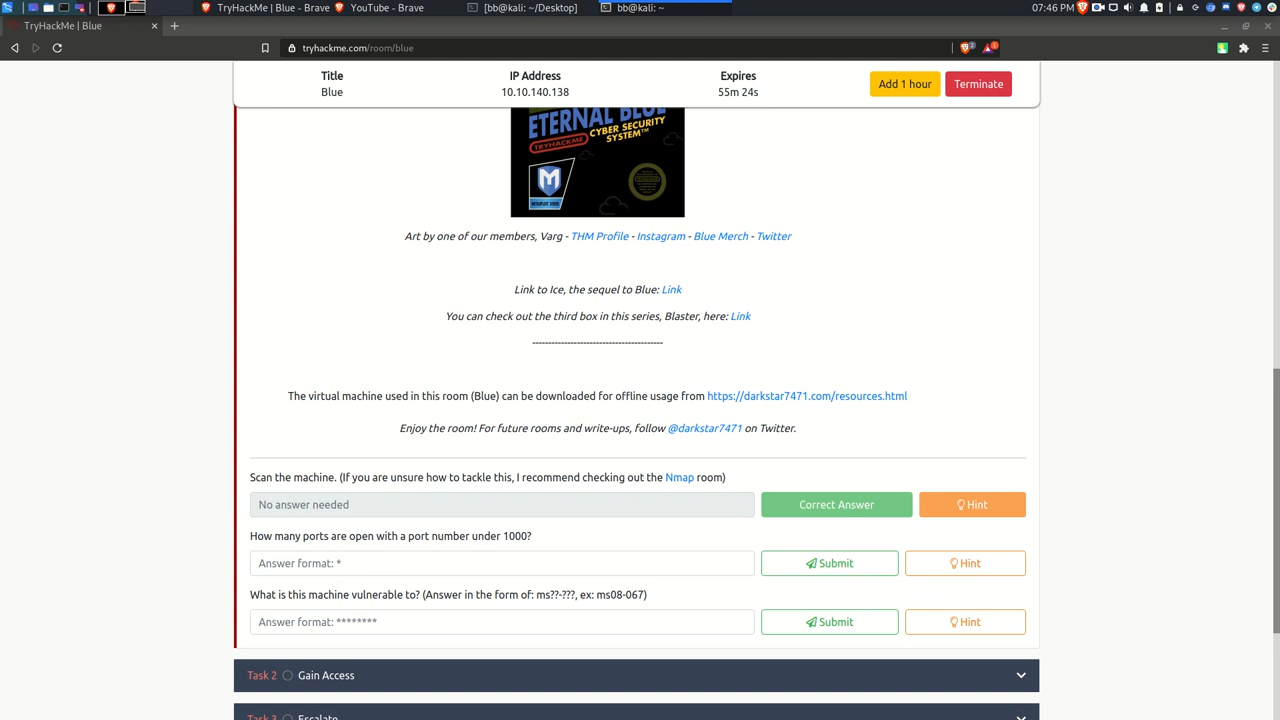 TryHackMe | Blue - Brave
YouTube - Brave
[bb@kali: ~/Desktop]
bb@kali: ~
07:46 PM
TryHackMe | Blue
tryhackme.com/room/blue
Title
IP Address
Expires
Blue
10.10.140.138
55m 24s
Add 1 hour
Terminate
ETERNAL BLUE
CYBER SECURITY
SYSTEM™
TRYHACKME
M
Art by one of our members, Varg - THM Profile - Instagram - Blue Merch - Twitter
Link to Ice, the sequel to Blue: Link
You can check out the third box in this series, Blaster, here: Link
----------------------------------------
The virtual machine used in this room (Blue) can be downloaded for offline usage from https://darkstar7471.com/resources.html
Enjoy the room! For future rooms and write-ups, follow @darkstar7471 on Twitter.
Scan the machine. (If you are unsure how to tackle this, I recommend checking out the Nmap room)
No answer needed
Correct Answer
Hint
How many ports are open with a port number under 1000?
Answer format: *
Submit
Hint
What is this machine vulnerable to? (Answer in the form of: ms??-???, ex: ms08-067)
Answer format: ********
Submit
Hint
Task 2 Gain Access
Task 3 Escalate